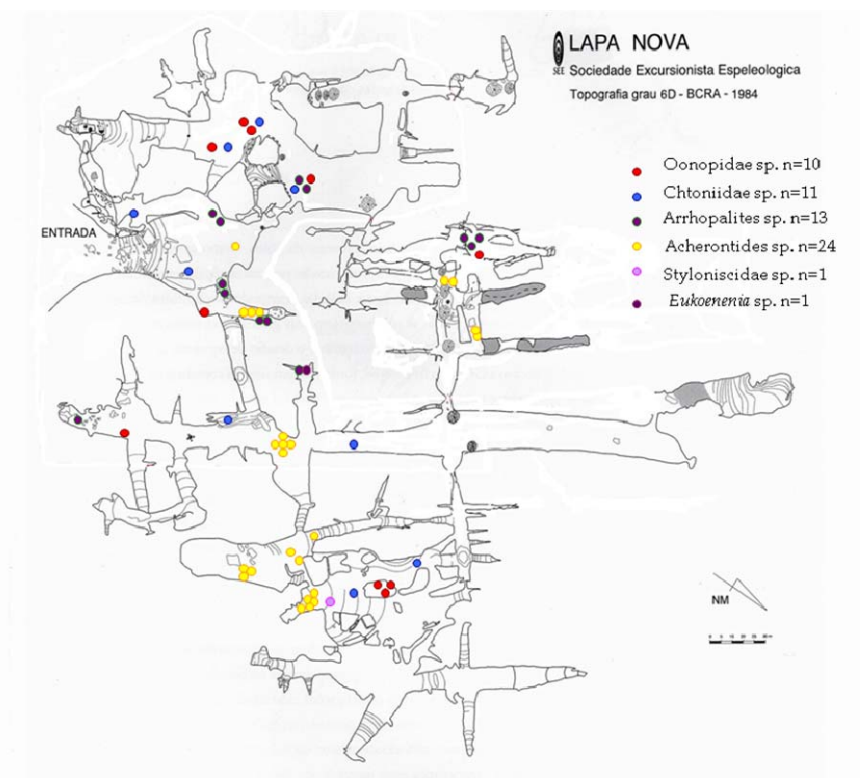 LAPA NOVA
SEE Sociedade Excursionista Espeleologica
Topografia grau 6D - BCRA - 1984
Oonopidae sp. n=10
Chtoniidae sp. n=11
Arrhopalites sp. n=13
Acherontides sp. n=24
Styloniscidae sp. n=1
Eukoenenia sp. n=1
ENTRADA
NM